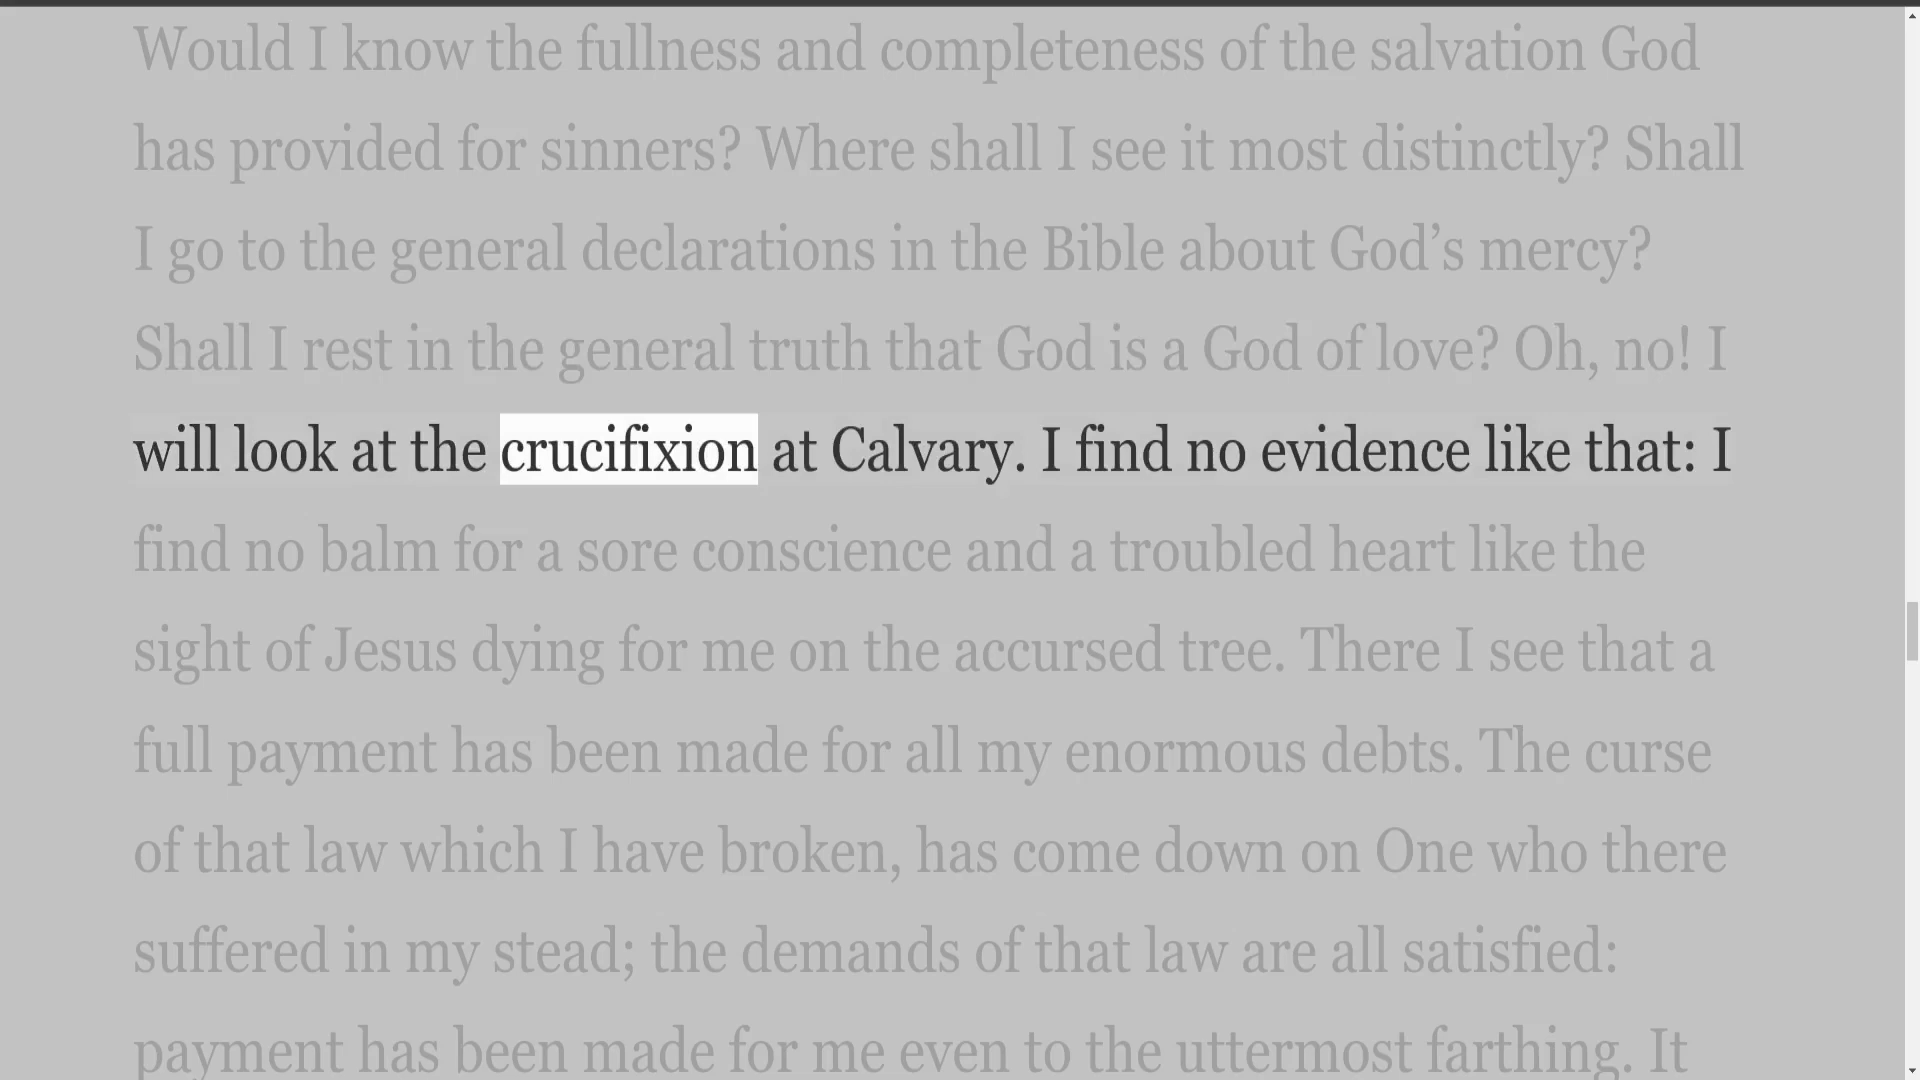 Would I know the fullness and completeness of the salvation God
has provided for sinners? Where shall I see it most distinctly? Shall
I go to the general declarations in the Bible about God’s mercy?
Shall I rest in the general truth that God is a God of love? Oh, no! I
will look at the crucifixion at Calvary. I find no evidence like that: I
find no balm for a sore conscience and a troubled heart like the
sight of Jesus dying for me on the accursed tree. There I see that a
full payment has been made for all my enormous debts. The curse
of that law which I have broken, has come down on One who there
suffered in my stead; the demands of that law are all satisfied:
payment has been made for me even to the uttermost farthing. It